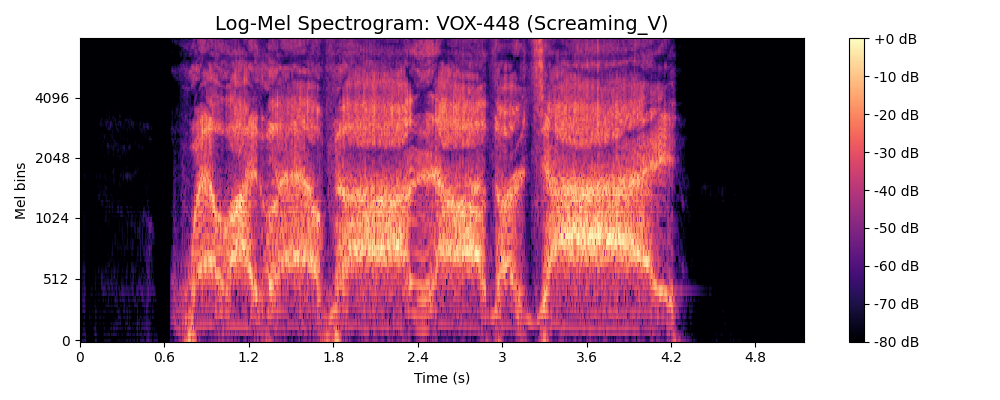 Log-Mel Spectrogram: VOX-448 (Screaming_V)
Mel bins
4096
2048
1024
512
0
0 0.6 1.2 1.8 2.4 3 3.6 4.2 4.8
Time (s)
+0 dB
-10 dB
-20 dB
-30 dB
-40 dB
-50 dB
-60 dB
-70 dB
-80 dB